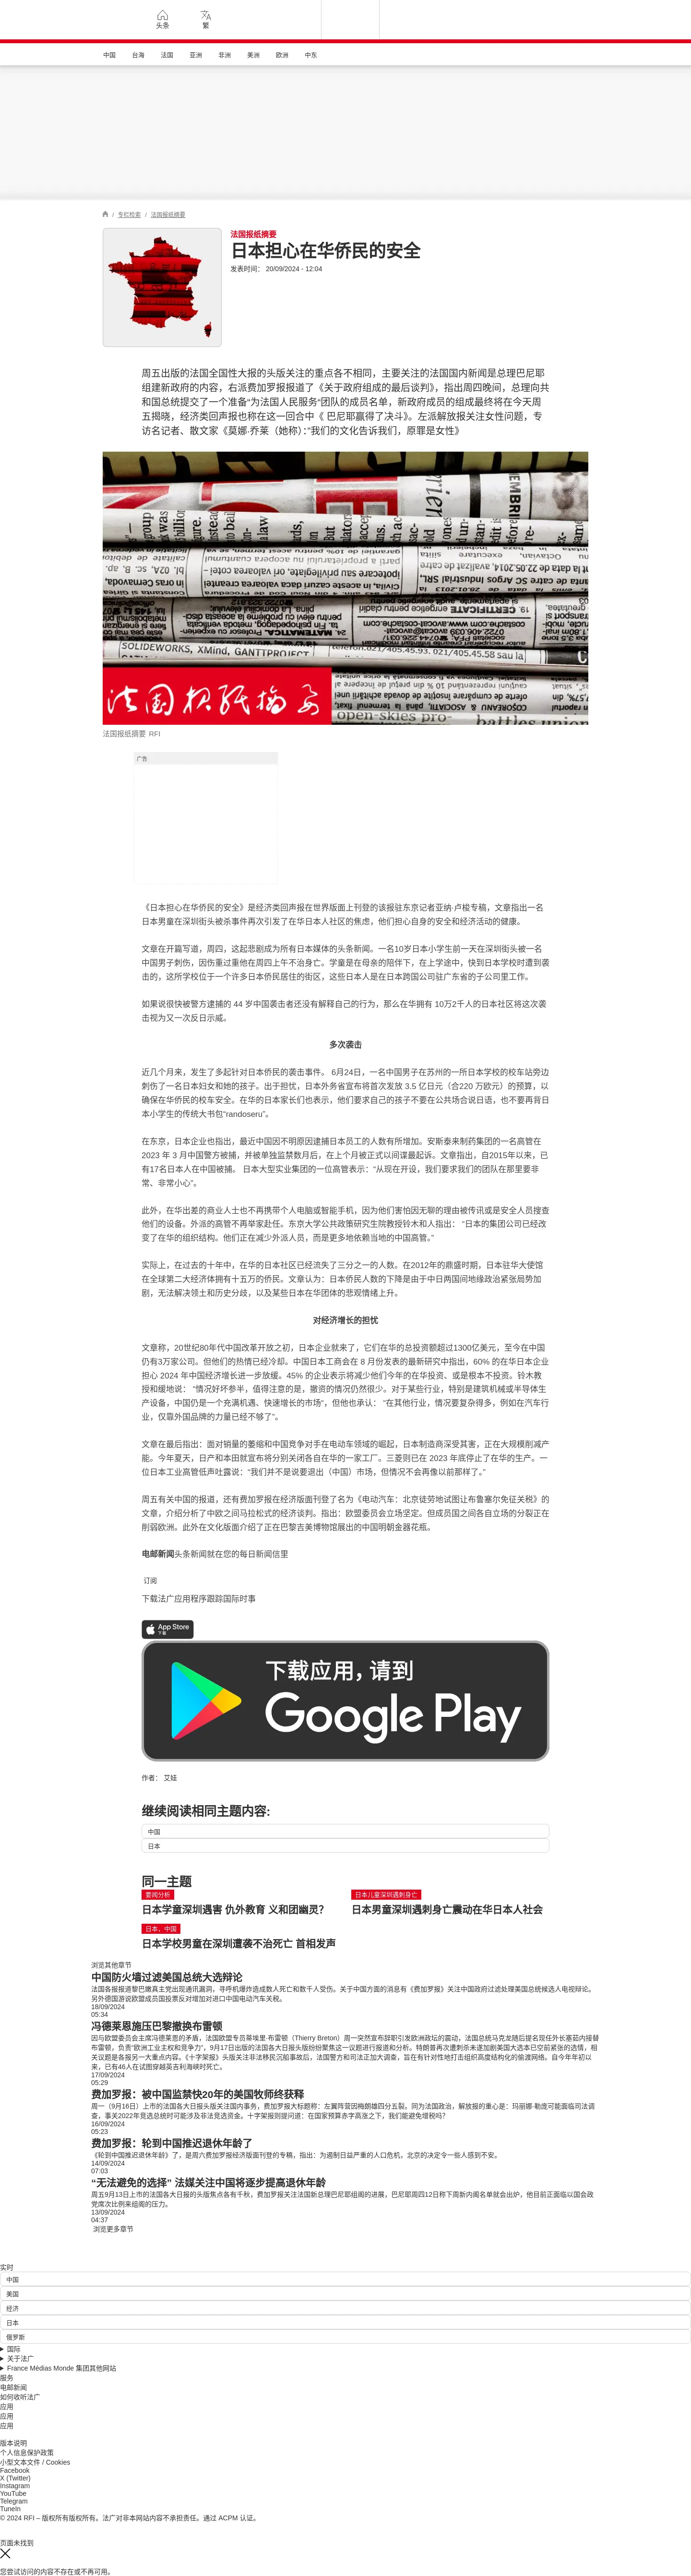 头条
繁
中国 台海 法国 亚洲 非洲 美洲 欧洲 中东
/ 专栏检索 / 法国报纸摘要
法国报纸摘要
日本担心在华侨民的安全
发表时间： 20/09/2024 - 12:04
周五出版的法国全国性大报的头版关注的重点各不相同，主要关注的法国国内新闻是总理巴尼耶
组建新政府的内容，右派费加罗报报道了《关于政府组成的最后谈判》，指出周四晚间，总理向共
和国总统提交了一个准备“为法国人民服务”团队的成员名单，新政府成员的组成最终将在今天周
五揭晓，经济类回声报也称在这一回合中《 巴尼耶赢得了决斗》。左派解放报关注女性问题，专
访名记者、散文家《莫娜·乔莱（她称）：“我们的文化告诉我们，原罪是女性》
法国报纸摘要
法国报纸摘要 RFI
广告
《日本担心在华侨民的安全》是经济类回声报在世界版面上刊登的该报驻东京记者亚纳·卢梭专稿，文章指出一名
日本男童在深圳街头被杀事件再次引发了在华日本人社区的焦虑，他们担心自身的安全和经济活动的健康。
文章在开篇写道，周四，这起悲剧成为所有日本媒体的头条新闻。一名10岁日本小学生前一天在深圳街头被一名
中国男子刺伤，因伤重过重他在周四上午不治身亡。学童是在母亲的陪伴下，在上学途中，快到日本学校时遭到袭
击的，这所学校位于一个许多日本侨民居住的街区，这些日本人是在日本跨国公司驻广东省的子公司里工作。
如果说很快被警方逮捕的 44 岁中国袭击者还没有解释自己的行为，那么在华拥有 10万2千人的日本社区将这次袭
击视为又一次反日示威。
多次袭击
近几个月来，发生了多起针对日本侨民的袭击事件。 6月24日，一名中国男子在苏州的一所日本学校的校车站旁边
刺伤了一名日本妇女和她的孩子。出于担忧，日本外务省宣布将首次发放 3.5 亿日元（合220 万欧元）的预算，以
确保在华侨民的校车安全。在华的日本家长们也表示，他们要求自己的孩子不要在公共场合说日语，也不要再背日
本小学生的传统大书包“randoseru”。
在东京，日本企业也指出，最近中国因不明原因逮捕日本员工的人数有所增加。安斯泰来制药集团的一名高管在
2023 年 3 月中国警方被捕，并被单独监禁数月后，在上个月被正式以间谍最起诉。文章指出，自2015年以来，已
有17名日本人在中国被捕。 日本大型实业集团的一位高管表示：“从现在开设，我们要求我们的团队在那里要非
常、非常小心”。
此外，在华出差的商业人士也不再携带个人电脑或智能手机，因为他们害怕因无聊的理由被传讯或是安全人员搜查
他们的设备。外派的高管不再举家赴任。东京大学公共政策研究生院教授铃木和人指出： “日本的集团公司已经改
变了在华的组织结构。他们正在减少外派人员，而是更多地依赖当地的中国高管。”
实际上，在过去的十年中，在华的日本社区已经流失了三分之一的人数。在2012年的鼎盛时期，日本驻华大使馆
在全球第二大经济体拥有十五万的侨民。文章认为：日本侨民人数的下降是由于中日两国间地缘政治紧张局势加
剧，无法解决领土和历史分歧，以及某些日本在华团体的悲观情绪上升。
对经济增长的担忧
文章称，20世纪80年代中国改革开放之初，日本企业就来了，它们在华的总投资额超过1300亿美元，至今在中国
仍有3万家公司。但他们的热情已经冷却。中国日本工商会在 8 月份发表的最新研究中指出，60% 的在华日本企业
担心 2024 年中国经济增长进一步放缓。45% 的企业表示将减少他们今年的在华投资、或是根本不投资。铃木教
授和缓地说： “情况好坏参半，值得注意的是，撤资的情况仍然很少。对于某些行业，特别是建筑机械或半导体生
产设备，中国仍是一个充满机遇、快速增长的市场”，但他也承认： “在其他行业，情况要复杂得多，例如在汽车行
业，仅靠外国品牌的力量已经不够了”。
文章在最后指出：面对销量的萎缩和中国竞争对手在电动车领域的崛起，日本制造商深受其害，正在大规模削减产
能。今年夏天，日产和本田就宣布将分别关闭各自在华的一家工厂。三菱则已在 2023 年底停止了在华的生产。一
位日本工业高管低声吐露说：“我们并不是说要退出（中国）市场，但情况不会再像以前那样了。”
周五有关中国的报道，还有费加罗报在经济版面刊登了名为《电动汽车：北京徒劳地试图让布鲁塞尔免征关税》的
文章，介绍分析了中欧之间马拉松式的经济谈判。指出：欧盟委员会立场坚定。但成员国之间各自立场的分裂正在
削弱欧洲。此外在文化版面介绍了正在巴黎吉美博物馆展出的中国明朝金器花瓶。
电邮新闻头条新闻就在您的每日新闻信里
订阅
下载法广应用程序跟踪国际时事
App Store
下载
下载应用，请到
Google Play
作者： 艾娃
继续阅读相同主题内容:
中国
日本
同一主题
要闻分析
日本学童深圳遇害 仇外教育 义和团幽灵？
日本儿童深圳遇刺身亡
日本男童深圳遇刺身亡震动在华日本人社会
日本，中国
日本学校男童在深圳遭袭不治死亡 首相发声
浏览其他章节
中国防火墙过滤美国总统大选辩论
法国各报报道黎巴嫩真主党出现通讯漏洞，寻呼机爆炸造成数人死亡和数千人受伤。关于中国方面的消息有《费加罗报》关注中国政府过滤处理美国总统候选人电视辩论。
另外德国游说欧盟成员国投票反对增加对进口中国电动汽车关税。
18/09/2024
05:34
冯德莱恩施压巴黎撤换布雷顿
因与欧盟委员会主席冯德莱恩的矛盾，法国欧盟专员蒂埃里·布雷顿（Thierry Breton）周一突然宣布辞职引发欧洲政坛的震动，法国总统马克龙随后提名现任外长塞茹内接替
布雷顿，负责“欧洲工业主权和竞争力”，9月17日出版的法国各大日报头版纷纷聚焦这一议题进行报道和分析。特朗普再次遭刺杀未遂加剧美国大选本已空前紧张的选情，相
关议题是各报另一大重点内容。《十字架报》头版关注非法移民沉船事故后，法国警方和司法正加大调查，旨在有针对性地打击组织高度结构化的偷渡网络。自今年年初以
来，已有46人在试图穿越英吉利海峡时死亡。
17/09/2024
05:29
费加罗报：被中国监禁快20年的美国牧师终获释
周一（9月16日）上市的法国各大日报头版关注国内事务，费加罗报大标题称：左翼阵营因梅朗雄四分五裂。同为法国政治，解放报的重心是：玛丽娜·勒庞可能面临司法调
查，事关2022年竞选总统时可能涉及非法竞选资金。十字架报则提问道：在国家预算赤字高涨之下，我们能避免增税吗?
16/09/2024
05:23
费加罗报：轮到中国推迟退休年龄了
《轮到中国推迟退休年龄》了，是周六费加罗报经济版面刊登的专稿，指出：为遏制日益严重的人口危机，北京的决定令一些人感到不安。
14/09/2024
07:03
“无法避免的选择” 法媒关注中国将逐步提高退休年龄
周五9月13日上市的法国各大日报的头版焦点各有千秋，费加罗报关注法国新总理巴尼耶组阁的进展，巴尼耶周四12日称下周新内阁名单就会出炉，他目前正面临以国会政
党席次比例来组阁的压力。
13/09/2024
04:37
浏览更多章节
实时
中国
美国
经济
日本
俄罗斯
国际
关于法广
France Médias Monde 集团其他网站
服务
电邮新闻
如何收听法广
应用
应用
应用
版本说明
个人信息保护政策
小型文本文件 / Cookies
Facebook
X (Twitter)
Instagram
YouTube
Telegram
TuneIn
© 2024 RFI – 版权所有版权所有。法广对非本网站内容不承担责任。通过 ACPM 认证。
页面未找到
您尝试访问的内容不存在或不再可用。